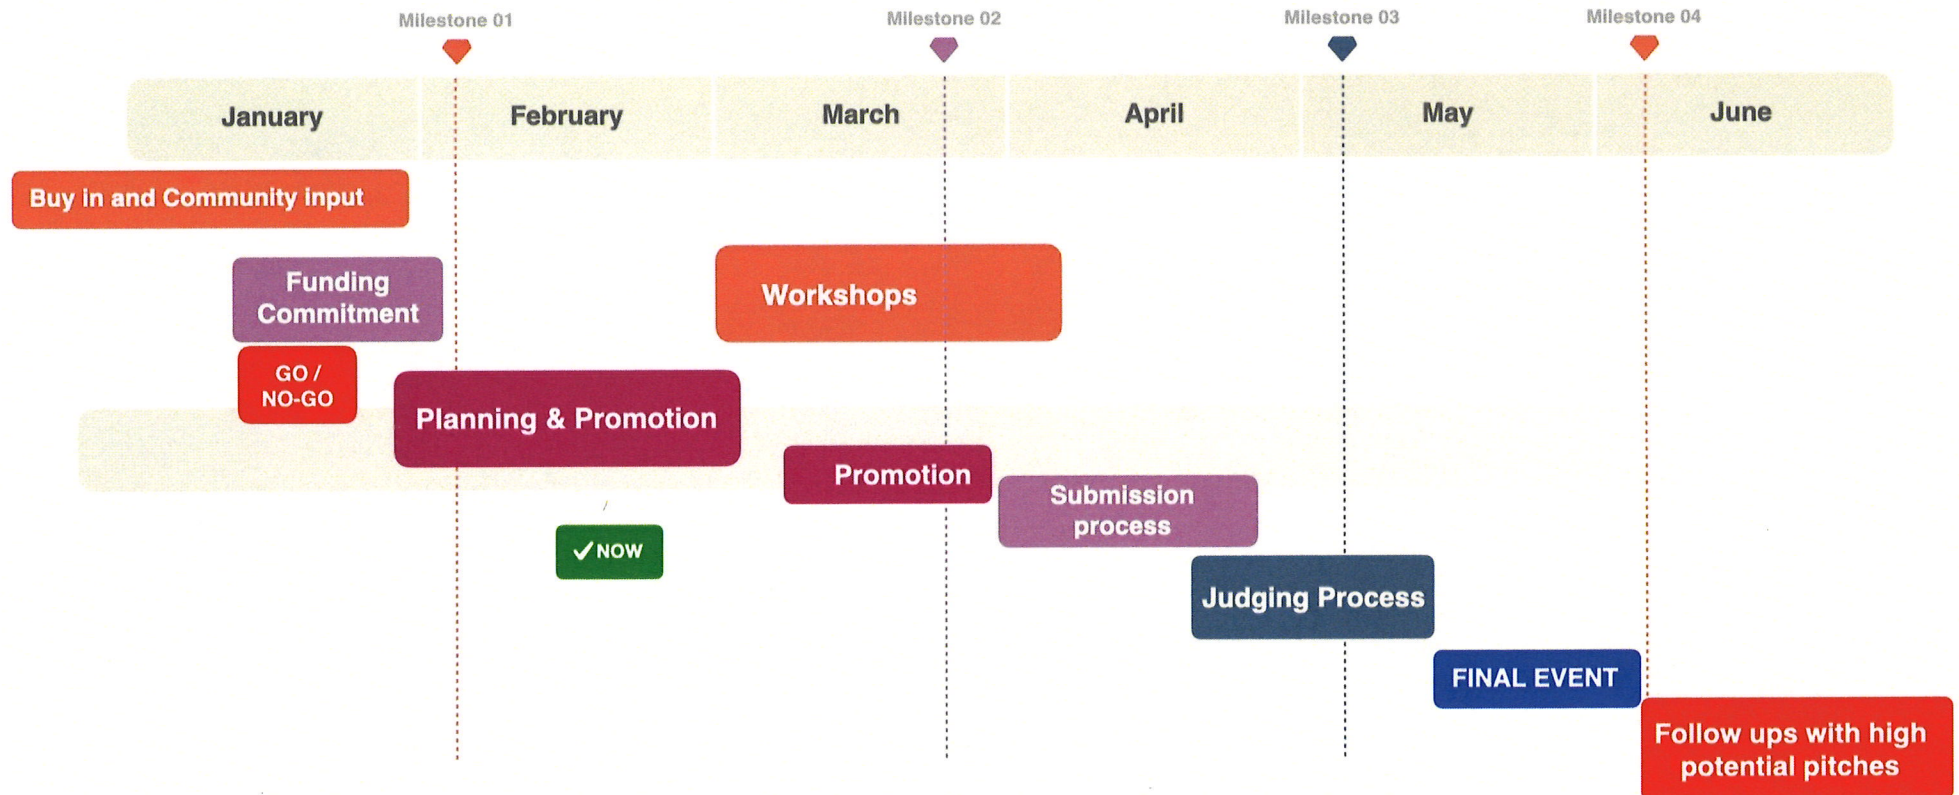 Milestone 01
Milestone 02
Milestone 03
Milestone 04
January
February
March
April
May
June
Buy in and Community input
Funding
Commitment
Workshops
GO /
NO-GO
Planning & Promotion
Promotion
Submission
process
✓ NOW
Judging Process
FINAL EVENT
Follow ups with high
potential pitches